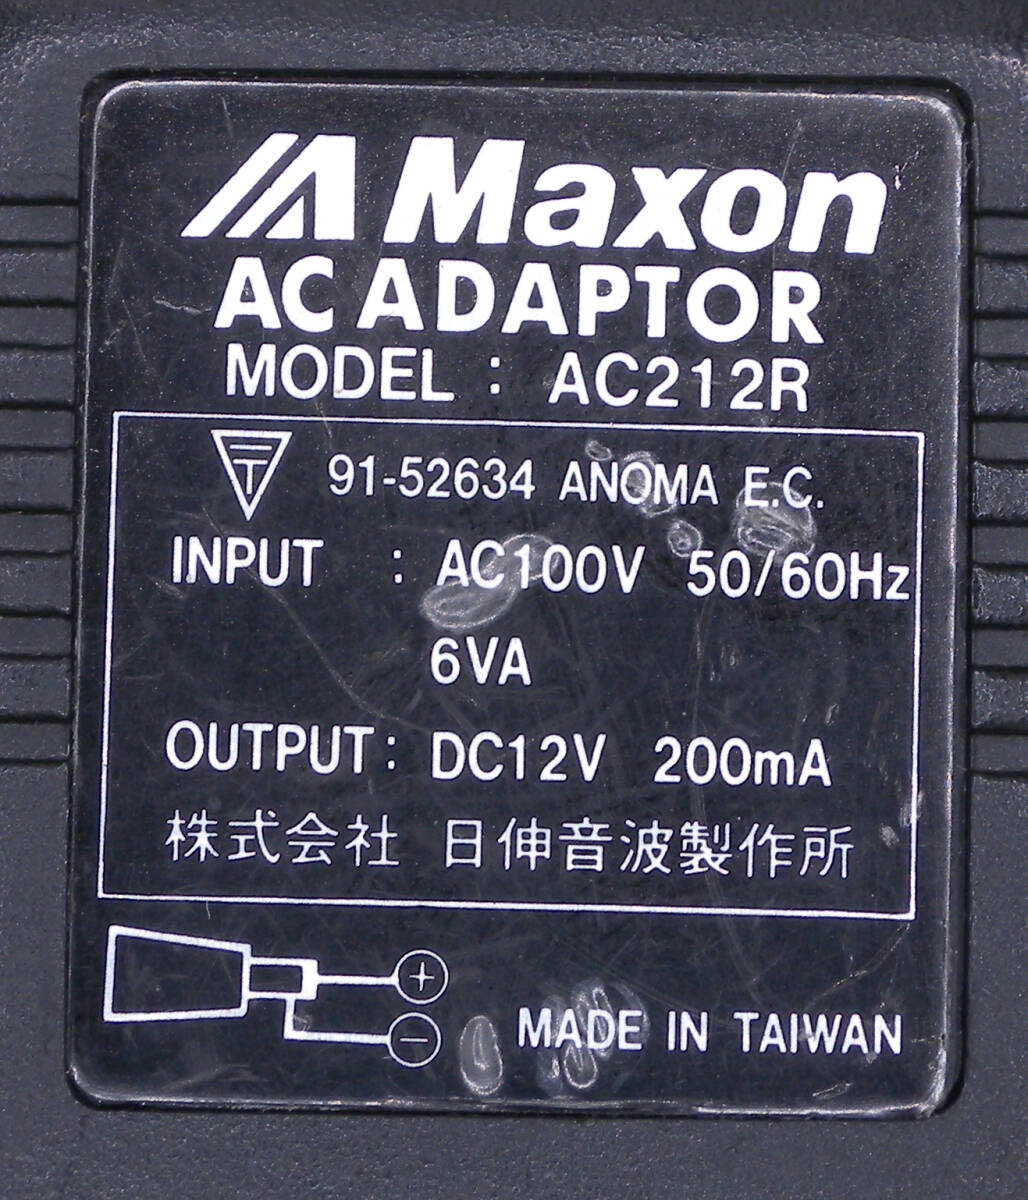 Maxon
AC ADAPTOR
MODEL : AC212R
T 91-52634 ANOMA E.C.
INPUT : AC100V 50/60Hz
6VA
OUTPUT: DC12V 200mA
株式会社 日伸音波製作所
+
−
MADE IN TAIWAN